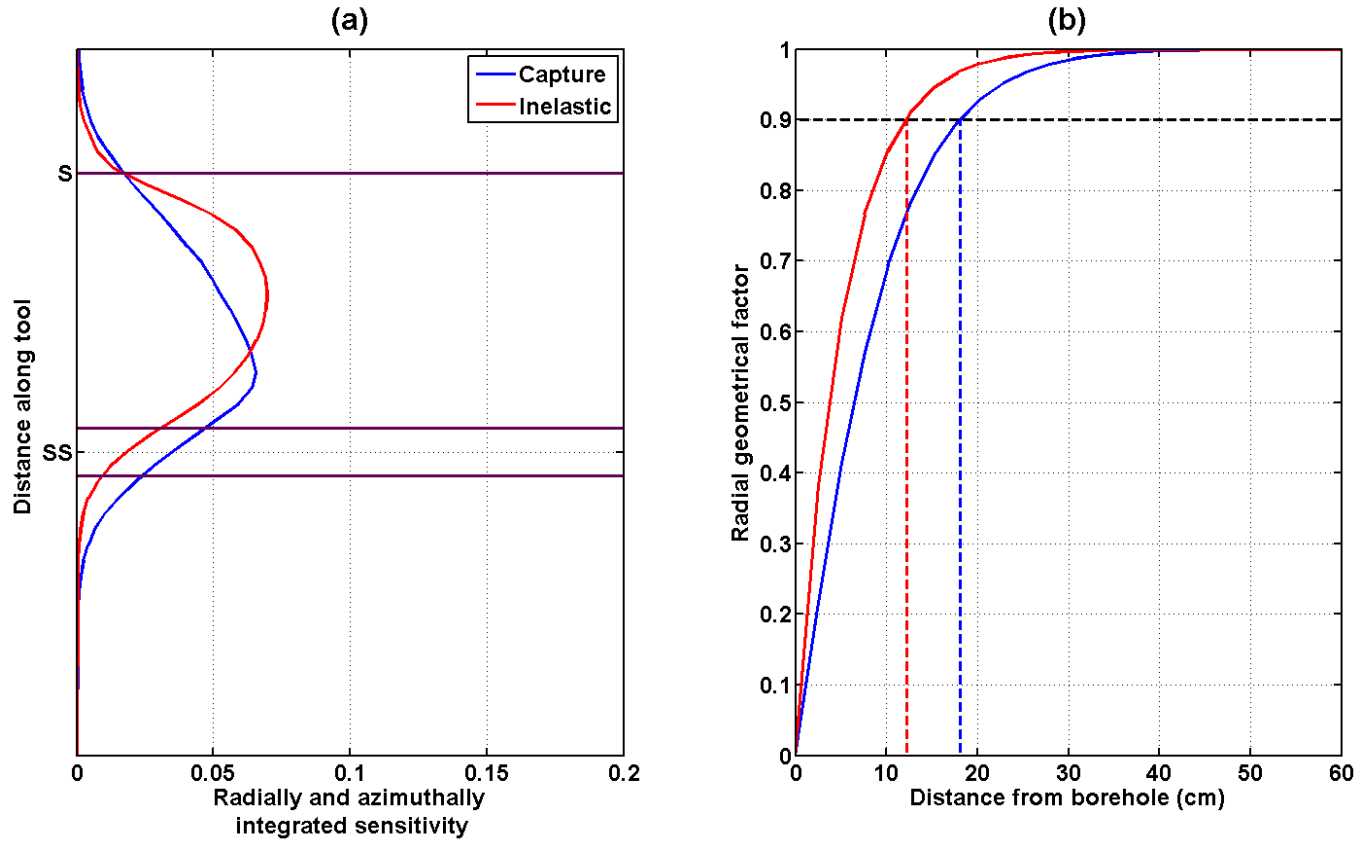 (a)
Capture
Inelastic
S
SS
Distance along tool
0
0.05
0.1
0.15
0.2
Radially and azimuthally
integrated sensitivity
(b)
1
0.9
0.8
0.7
0.6
0.5
0.4
0.3
0.2
0.1
0
Radial geometrical factor
0
10
20
30
40
50
60
Distance from borehole (cm)